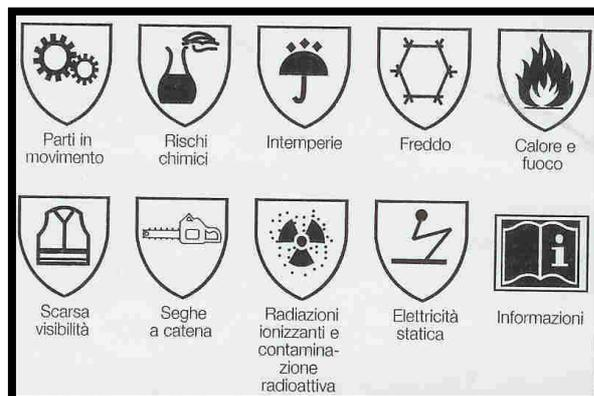 Parti in
movimento
Rischi
chimici
Intemperie
Freddo
Calore e
fuoco
Scarsa
visibilità
Seghe
a catena
Radiazioni
ionizzanti e
contamina-
zione
radioattiva
Elettricità
statica
Informazioni
i